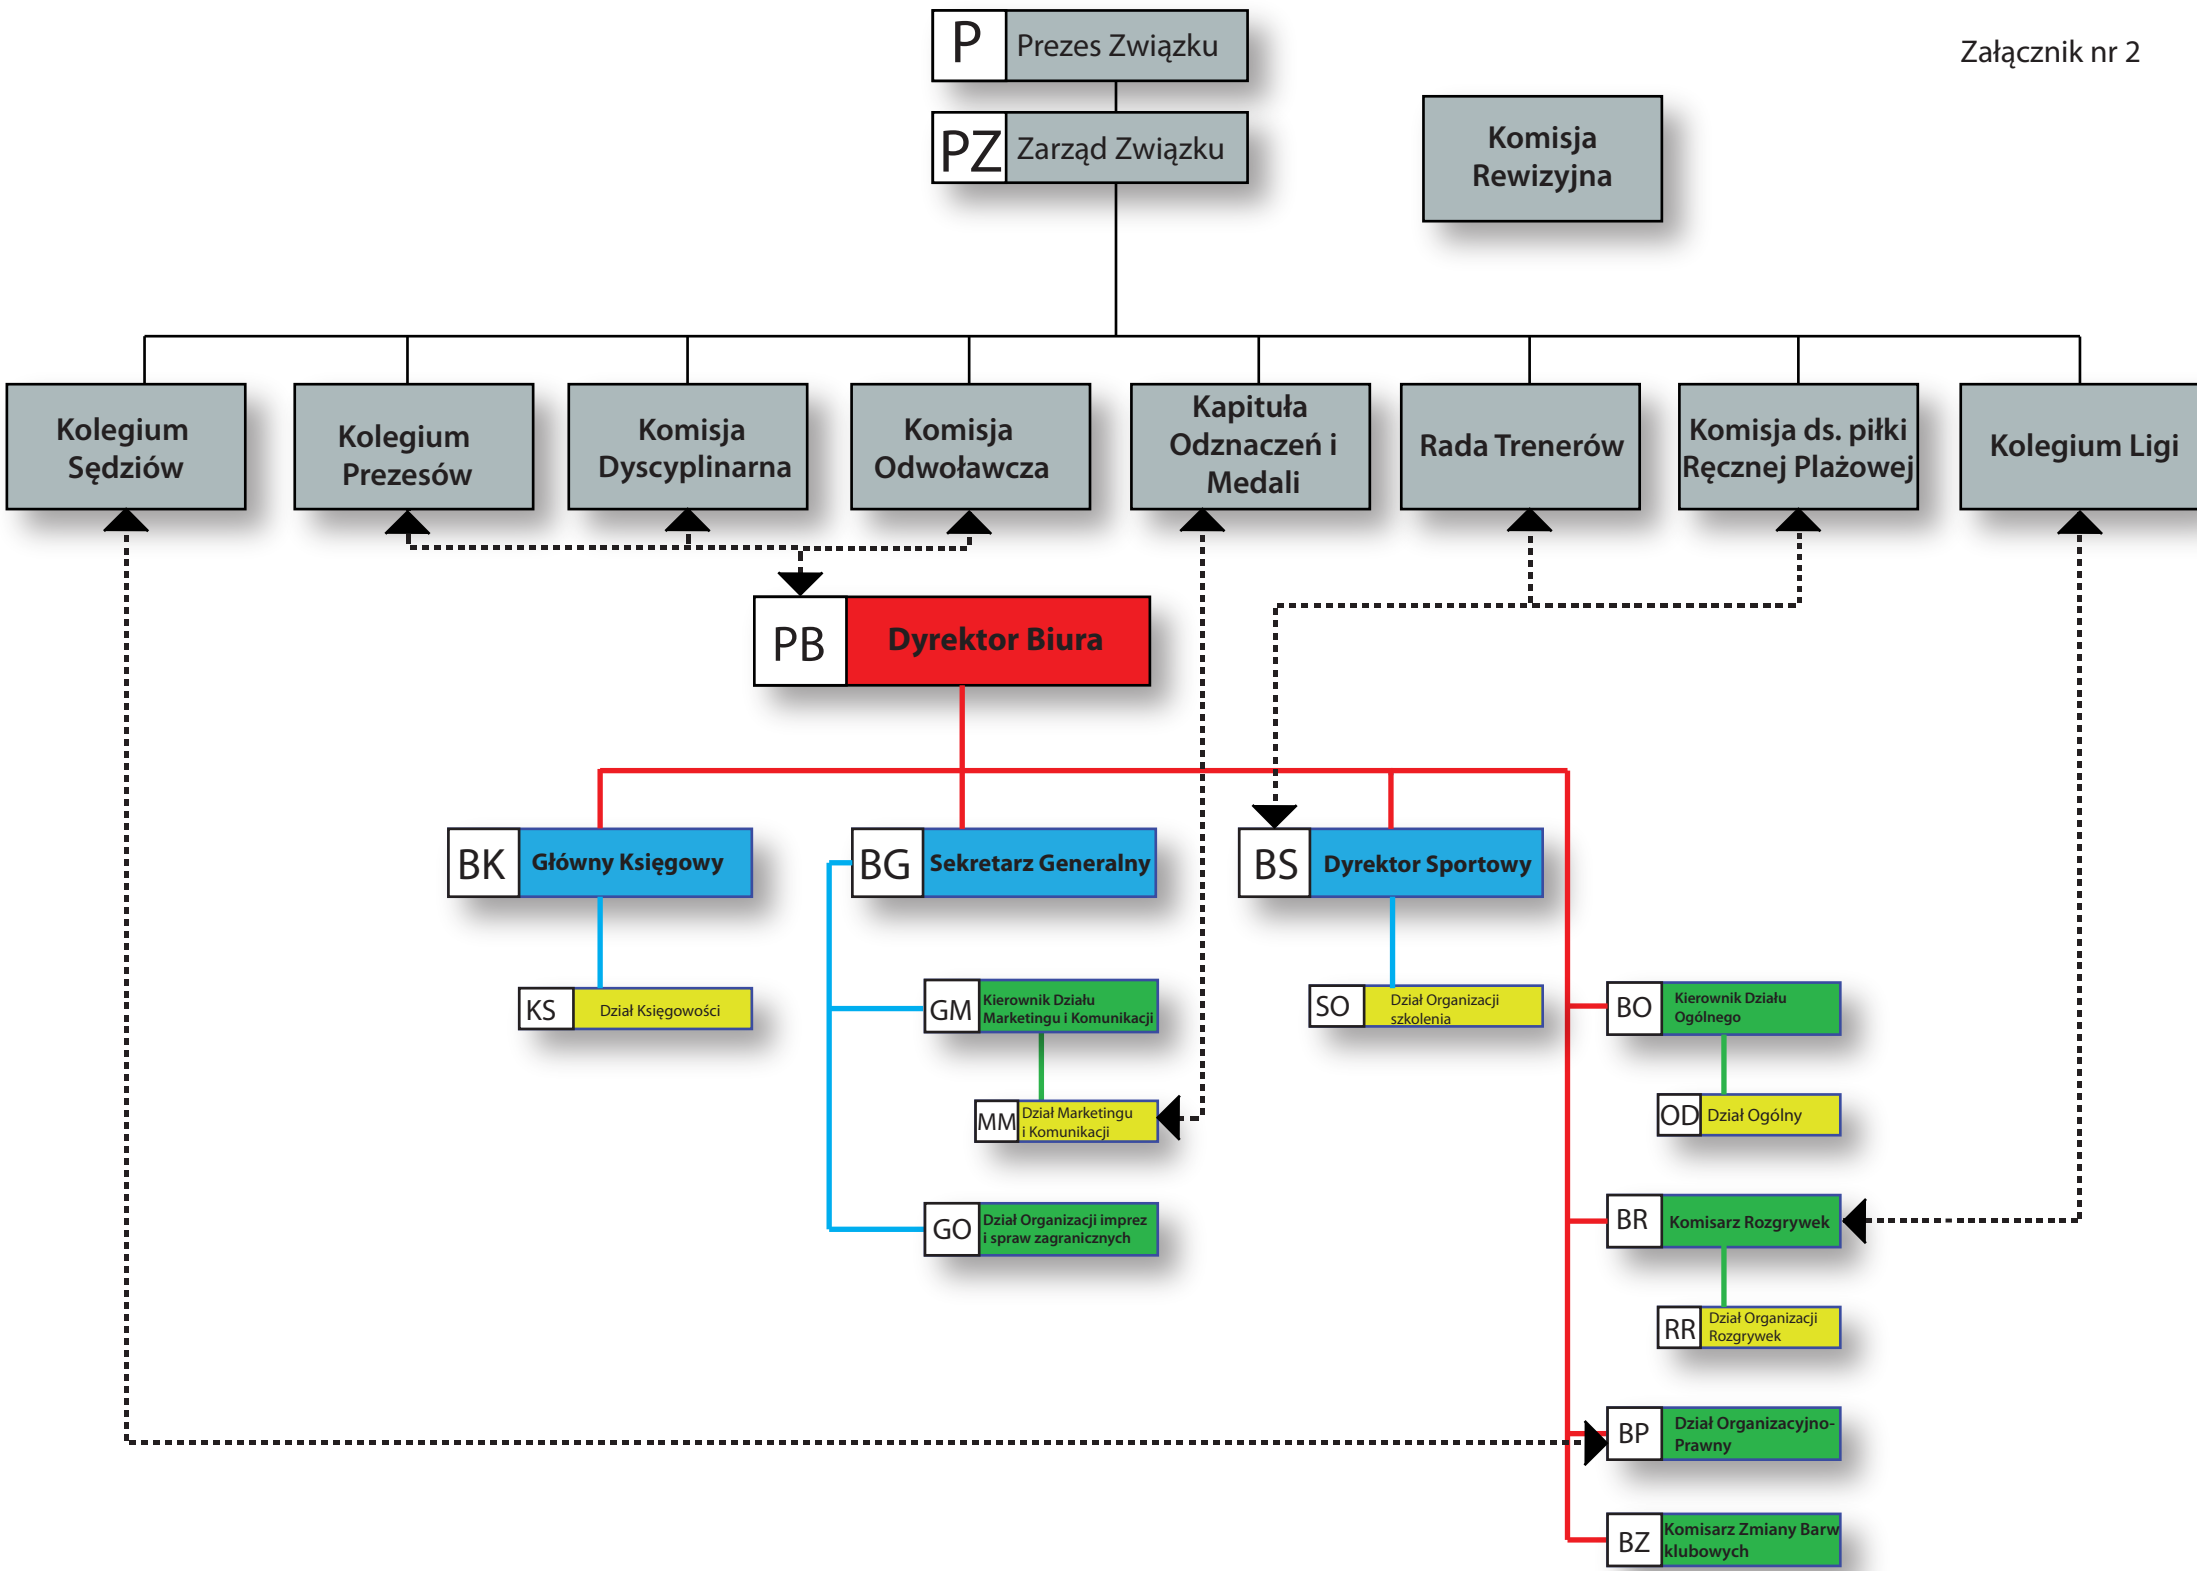 P
Prezes Związku
Załącznik nr 2
PZ
Zarząd Związku
Komisja
Rewizyjna
Kolegium
Sędziów
Kolegium
Prezesów
Komisja
Dyscyplinarna
Komisja
Odwoławcza
Kapituła
Odznaczeń i
Medali
Rada Trenerów
Komisja ds. piłki
Ręcznej Plażowej
Kolegium Ligi
PB
Dyrektor Biura
BK
Główny Księgowy
BG
Sekretarz Generalny
BS
Dyrektor Sportowy
KS
Dział Księgowości
GM
Kierownik Działu
Marketingu i Komunikacji
SO
Dział Organizacji
szkolenia
BO
Kierownik Działu
Ogólnego
MM
Dział Marketingu
i Komunikacji
OD
Dział Ogólny
GO
Dział Organizacji imprez
i spraw zagranicznych
BR
Komisarz Rozgrywek
RR
Dział Organizacji
Rozgrywek
BP
Dział Organizacyjno-
Prawny
BZ
Komisarz Zmiany Barw
klubowych